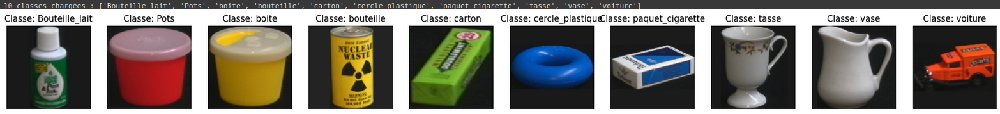 10 classes chargées : ['Bouteille_lait', 'Pots', 'boite', 'bouteille', 'carton', 'cercle_plastique', 'paquet_cigarette', 'tasse', 'vase', 'voiture']
Classe: Bouteille_lait
Classe: Pots
Classe: boite
Classe: bouteille
Classe: carton
Classe: cercle_plastique
Classe: paquet_cigarette
Classe: tasse
Classe: vase
Classe: voiture
Pure Canned
NUCLEAR
WASTE
WARNING
Do not open for
100,000 Years
DOUBLEMINT